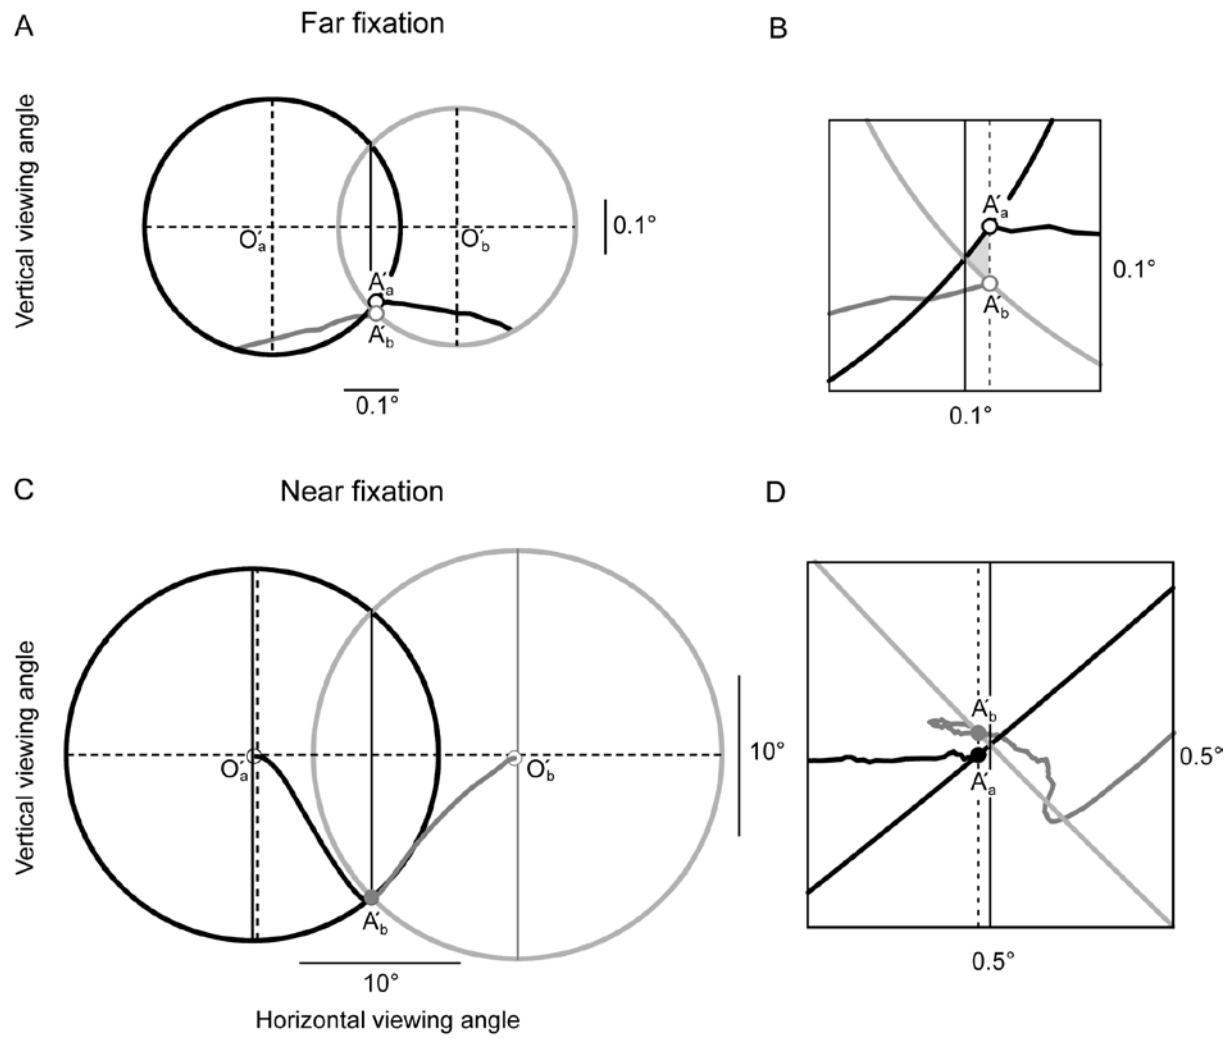 A
Far fixation
B
Vertical viewing angle
O′a
O′b
0.1°
A′a
A′b
0.1°
A′a
A′b
0.1°
0.1°
C
Near fixation
D
Vertical viewing angle
O′a
O′b
A′b
10°
10°
Horizontal viewing angle
A′b
A′a
0.5°
0.5°